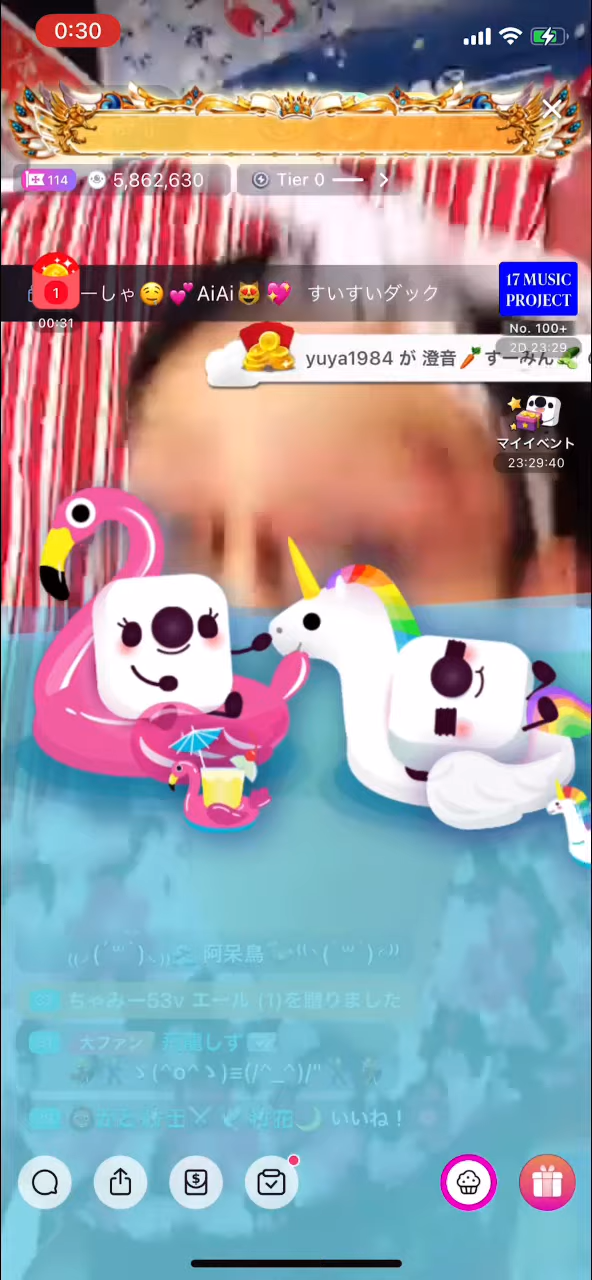 0:30
114
5,862,630
Tier 0
1
ーしゃ🤤💕AiAi😻💖 すいすいダック
17 MUSIC
PROJECT
00:31
No. 100+
2D 23:29
yuya1984 が 澄音🥕すーみん🥒
マイイベント
23:29:40
阿呆鳥
ちゃみー53v エール (1)を贈りました
大ファン
ヽ(^o^ヽ)≡(/^_^)/"
いいね！